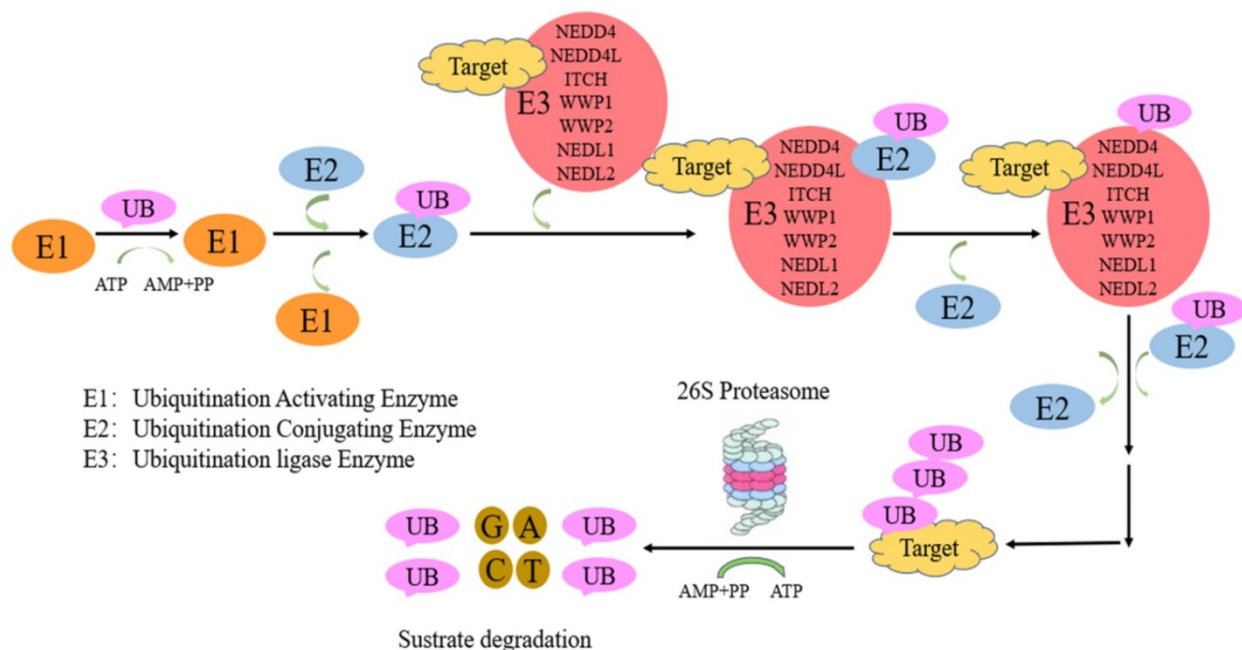 NEDD4
NEDD4L
ITCH
WWP1
WWP2
NEDL1
NEDL2
E3
Target
UB
E1
ATP
AMP+PP
E1
E2
E1
UB
E2
Target
E3
NEDD4
NEDD4L
ITCH
WWP1
WWP2
NEDL1
NEDL2
UB
E2
E2
Target
E3
UB
NEDD4
NEDD4L
ITCH
WWP1
WWP2
NEDL1
NEDL2
UB
E2
E2
E1: Ubiquitination Activating Enzyme
E2: Ubiquitination Conjugating Enzyme
E3: Ubiquitination ligase Enzyme
26S Proteasome
UB
UB
UB
Target
AMP+PP
ATP
UB
G
A
UB
UB
C
T
UB
Sustrate degradation